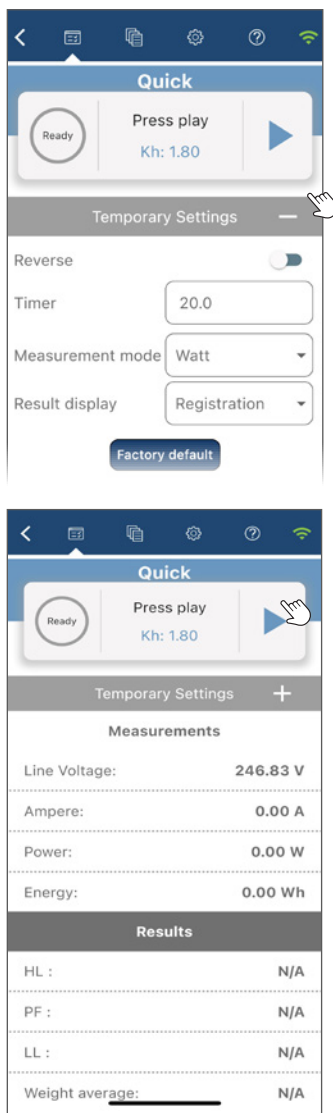 Quick
Ready
Press play
Kh: 1.80
Temporary Settings
Reverse
Timer 20.0
Measurement mode Watt
Result display Registration
Factory default
Quick
Ready
Press play
Kh: 1.80
Temporary Settings +
Measurements
Line Voltage: 246.83 V
Ampere: 0.00 A
Power: 0.00 W
Energy: 0.00 Wh
Results
HL : N/A
PF : N/A
LL : N/A
Weight average: N/A